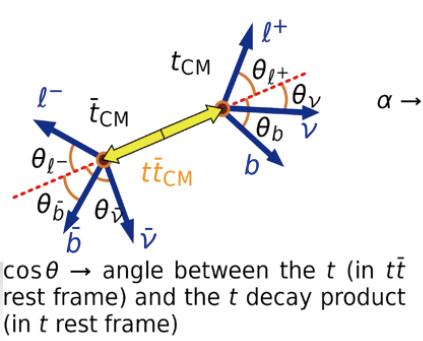 ℓ⁺
t_CM
θ_ℓ⁺
ℓ⁻
t̄_CM
θ_ν
α →
ν
θ_b
θ_ℓ⁻
tt̄_CM
b
θ_b̄
θ_ν̄
b̄
ν̄
cosθ → angle between the t (in tt̄
rest frame) and the t decay product
(in t rest frame)